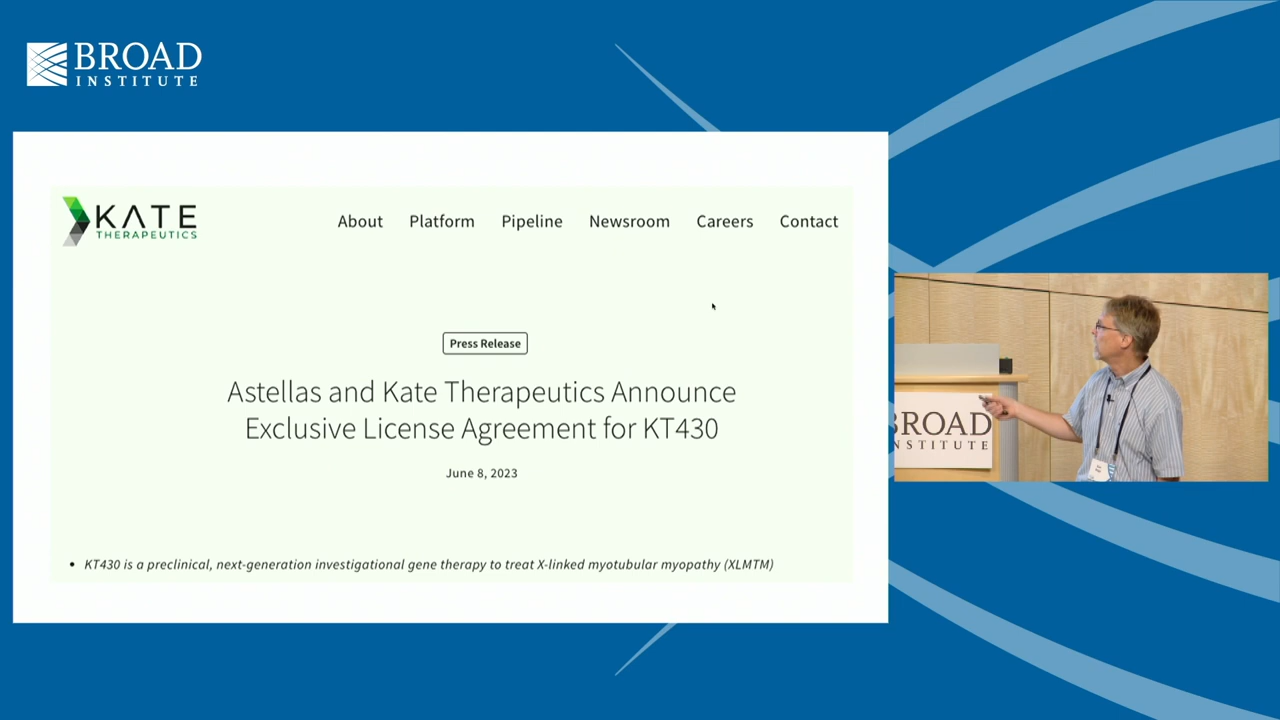 BROAD
INSTITUTE
KATE
THERAPEUTICS
About Platform Pipeline Newsroom Careers Contact
Press Release
Astellas and Kate Therapeutics Announce
Exclusive License Agreement for KT430
June 8, 2023
• KT430 is a preclinical, next-generation investigational gene therapy to treat X-linked myotubular myopathy (XLMTM)
BROAD
INSTITUTE